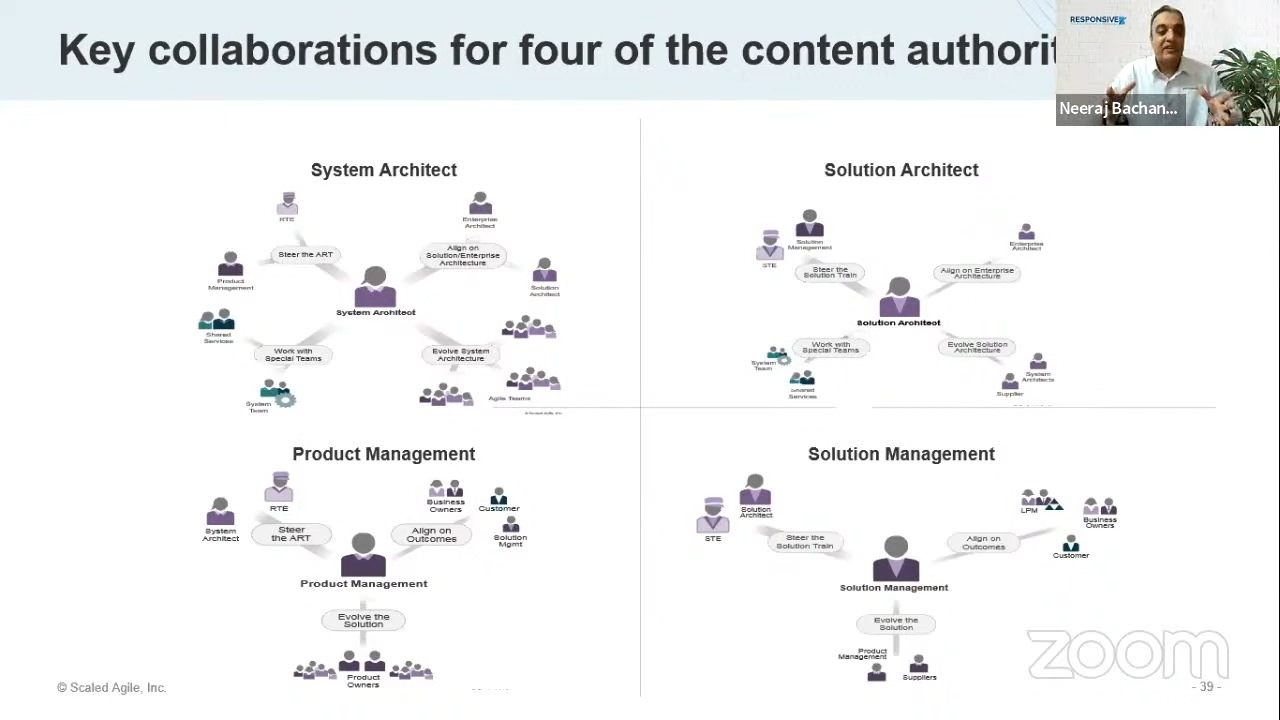 Key collaborations for four of the content authorit
RESPONSIVE
Neeraj Bachan...
System Architect
RTE
Enterprise
Architect
Steer the ART
Align on
Solution/Enterprise
Architecture
Product
Management
Solution
Architect
System Architect
Shared
Services
Work with
Special Teams
Evolve System
Architecture
System
Team
Agile Teams
© Scaled Agile, Inc.
Solution Architect
Solution
Management
STE
Enterprise
Architect
Steer the
Solution Train
Align on Enterprise
Architecture
Solution Architect
Work with
Special Teams
Evolve Solution
Architecture
System
Team
Shared
Services
System
Architects
Supplier
Product Management
RTE
Business
Owners
Customer
System
Architect
Steer
the ART
Align on
Outcomes
Solution
Mgmt
Product Management
Evolve the
Solution
Product
Owners
Solution Management
Solution
Architect
STE
LPM
Business
Owners
Steer the
Solution Train
Align on
Outcomes
Customer
Solution Management
Evolve the
Solution
Product
Management
Suppliers
zoom
© Scaled Agile, Inc.
- 39 -